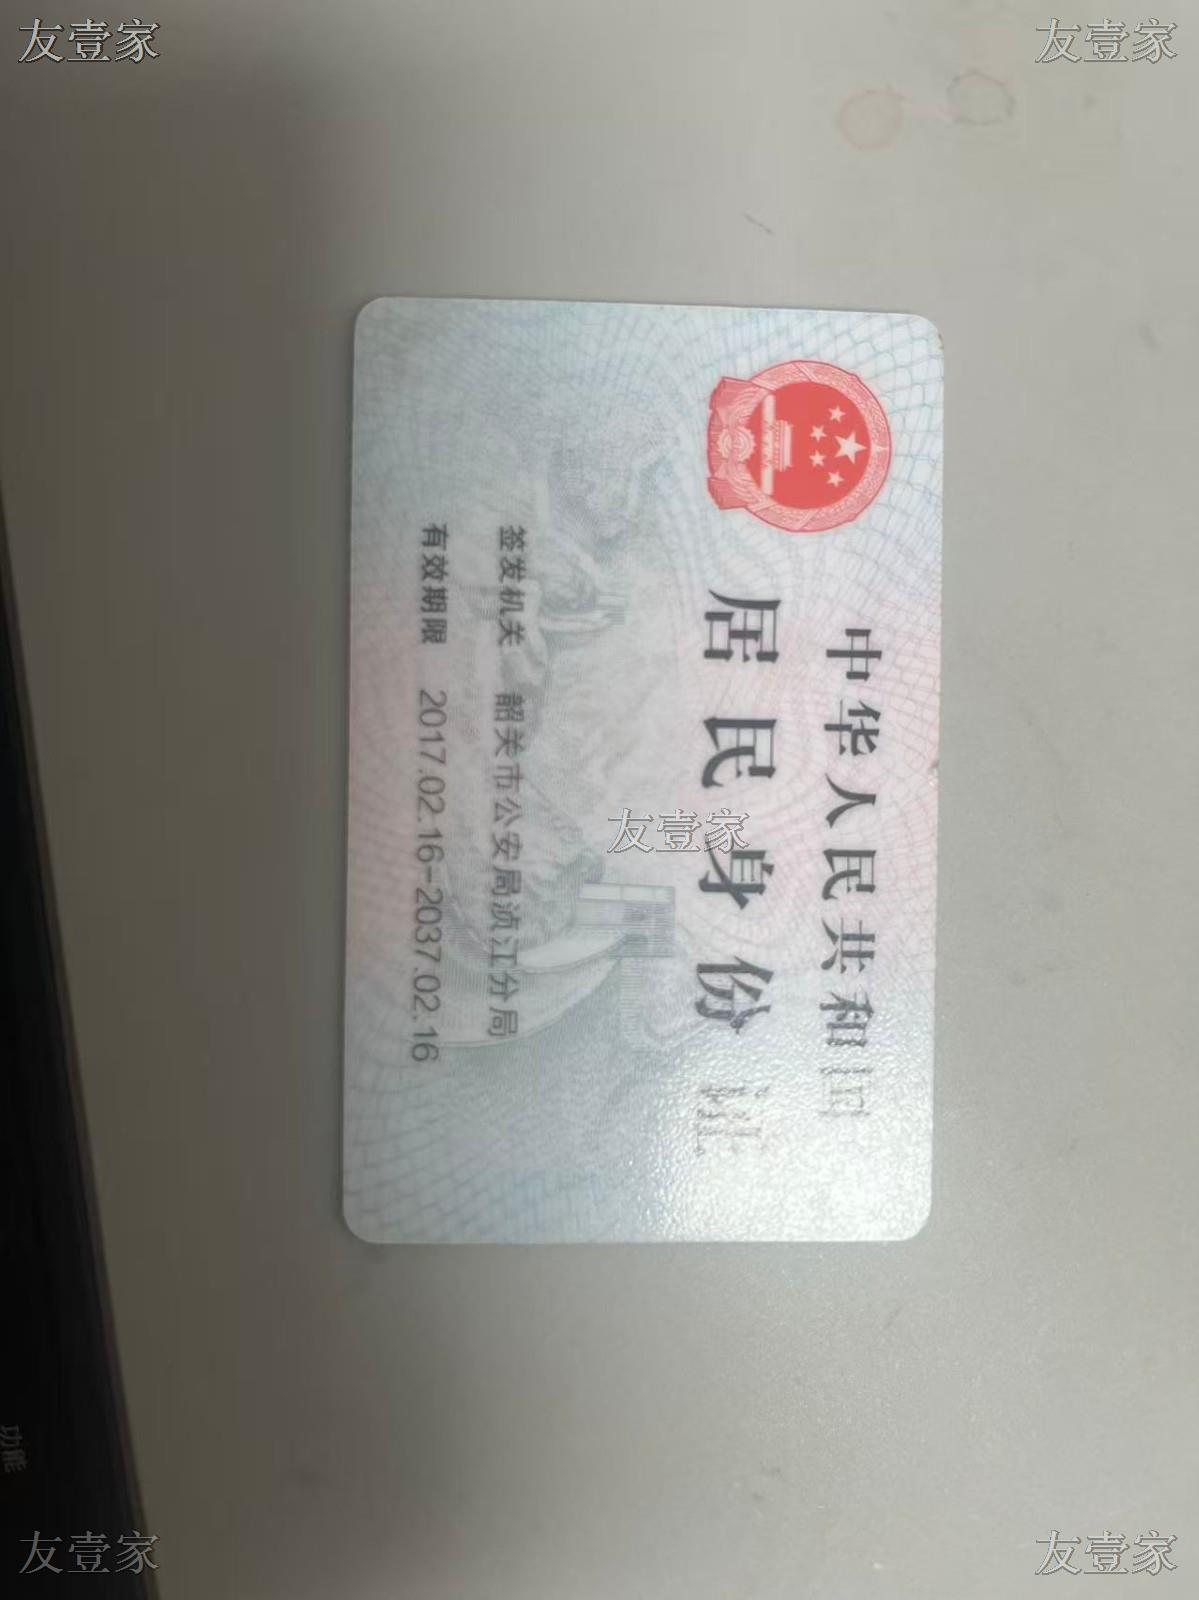 友壹家
友壹家
中华人民共和国
居民身份证
签发机关 韶关市公安局浈江分局
有效期限 2017.02.16-2037.02.16
友壹家
功能
友壹家
友壹家